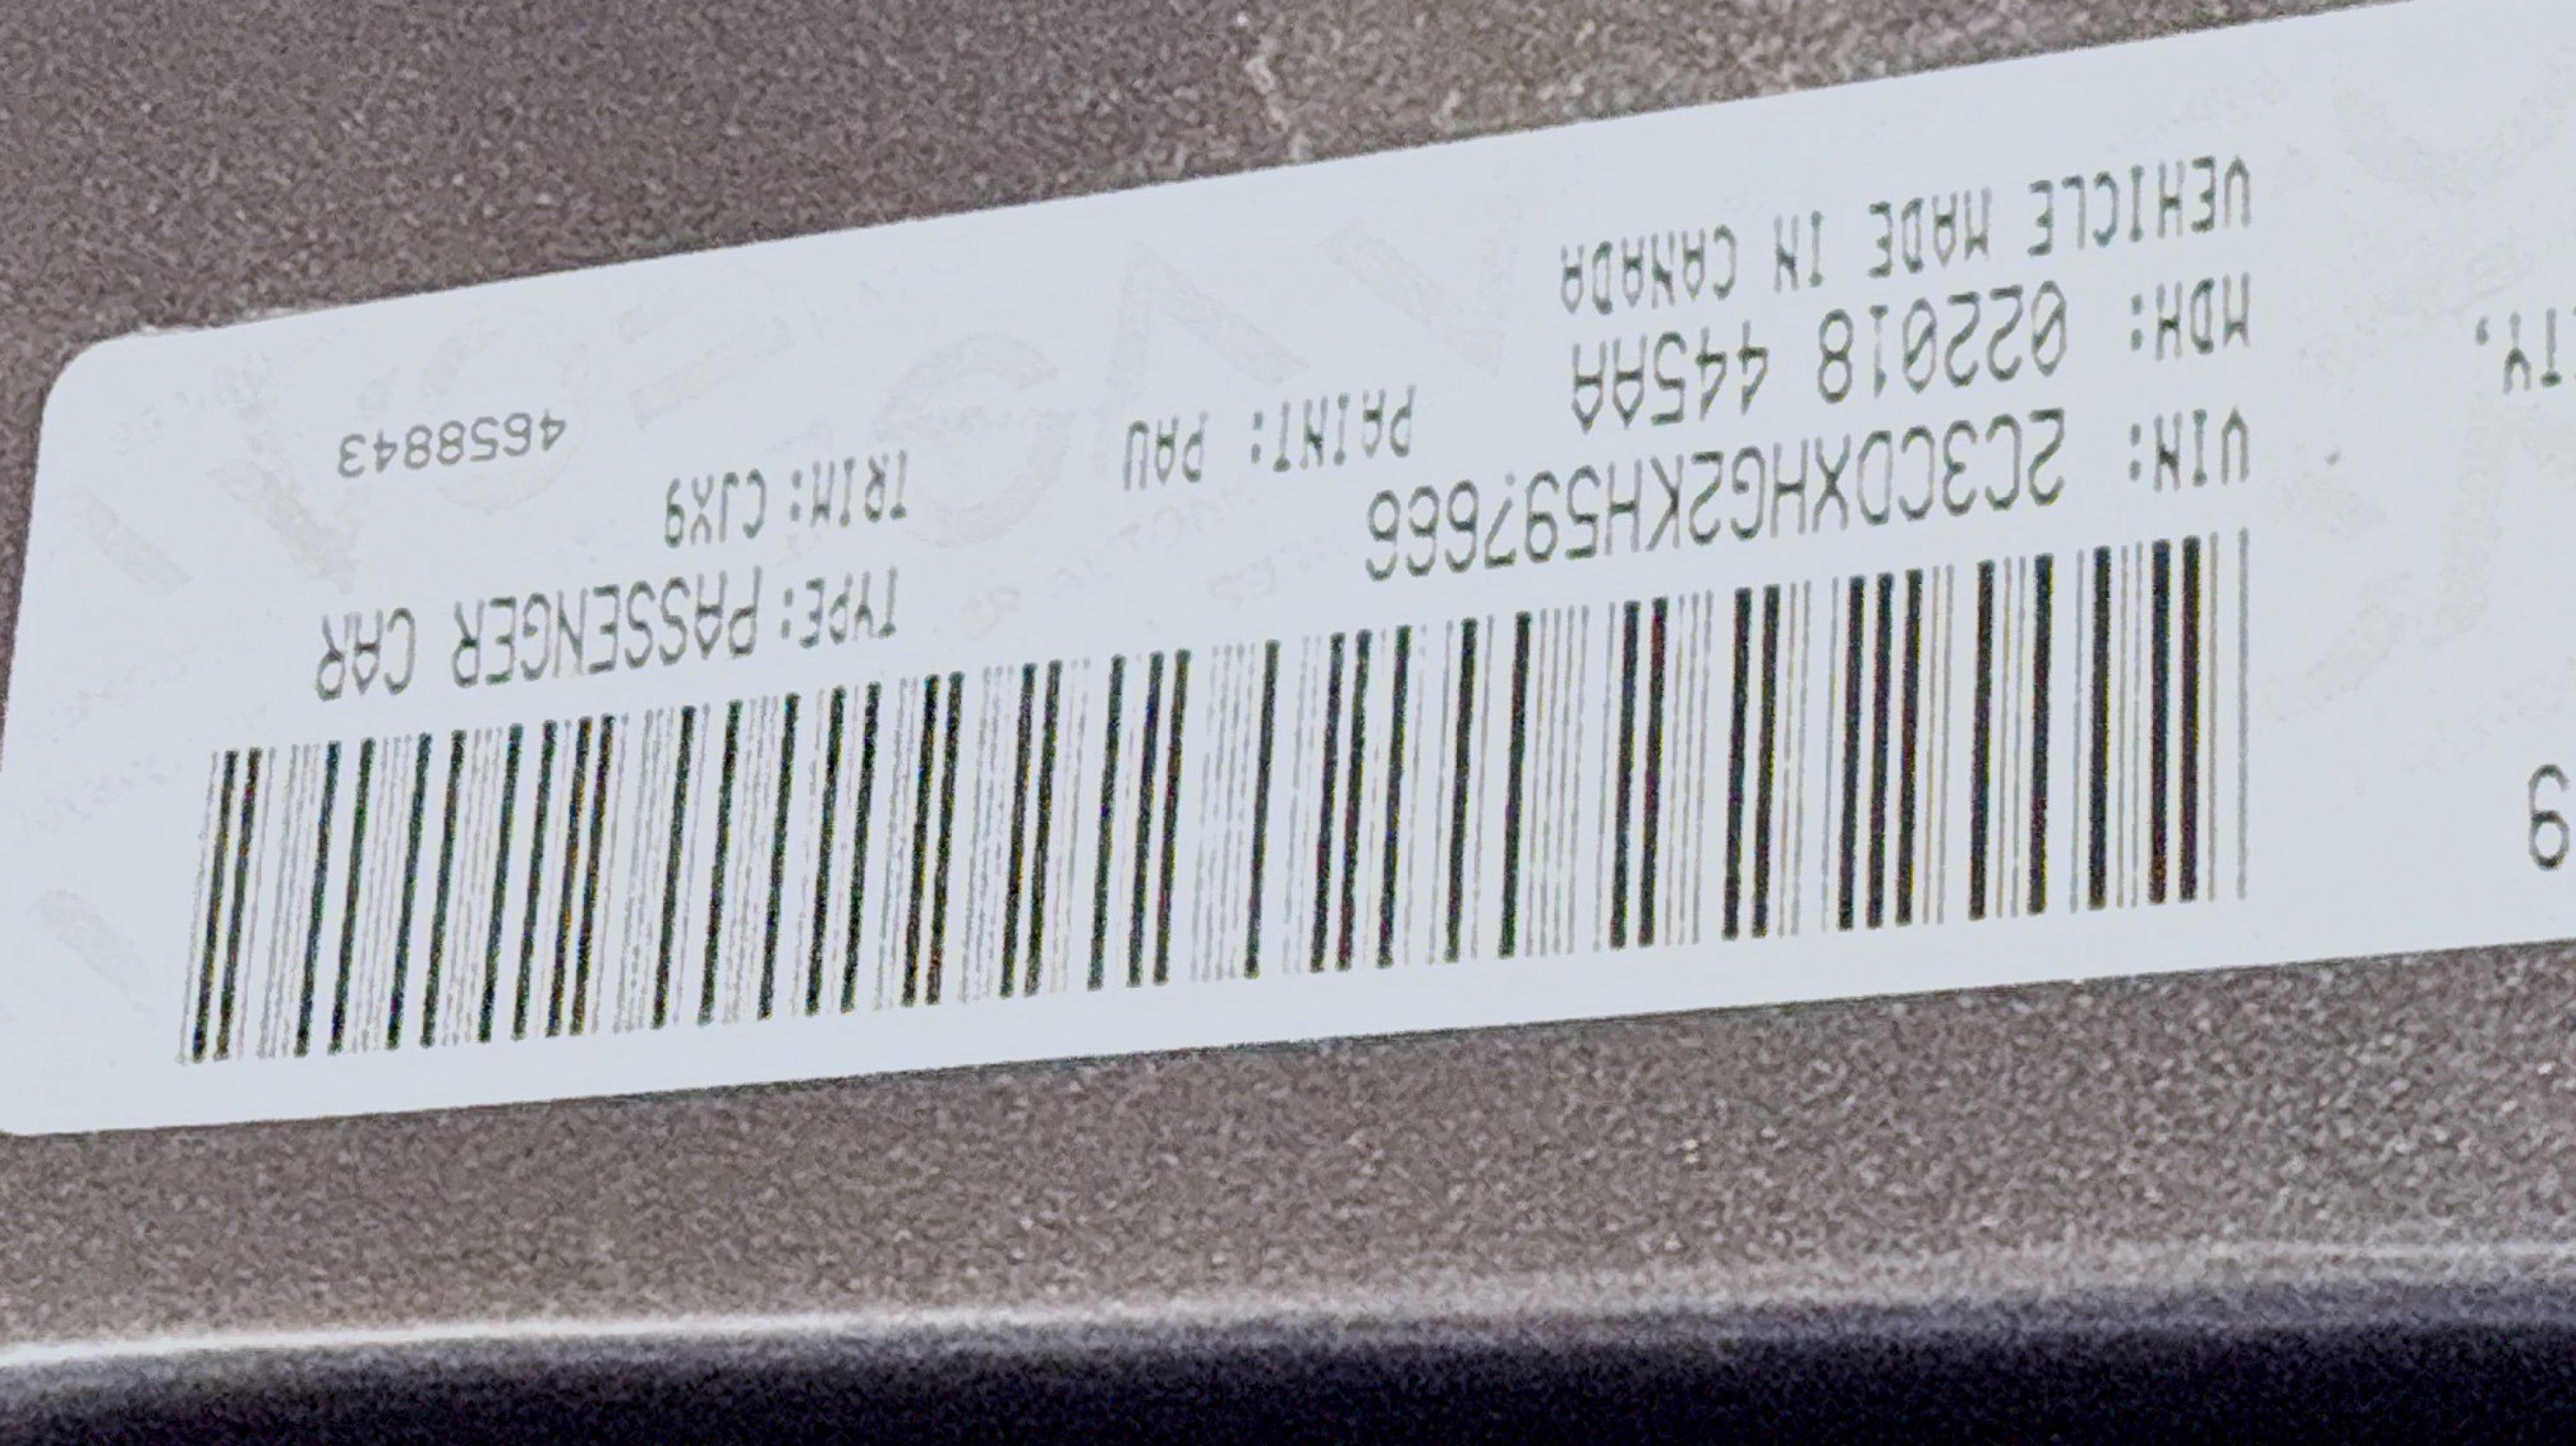 VIN: 2C3CDXHG2KH597666
TYPE: PASSENGER CAR
MDH: 022018 445AA
PAINT: PAU
TRIM: CJX9
VEHICLE MADE IN CANADA
4658843